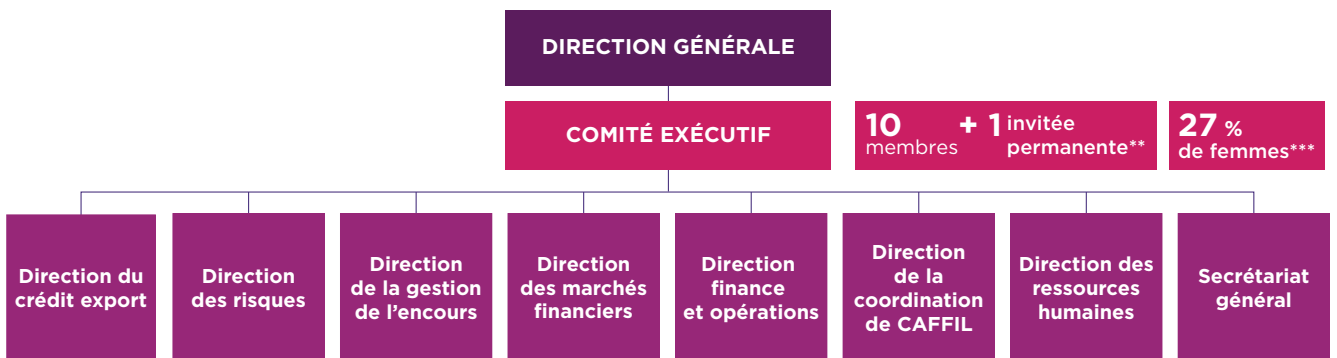 DIRECTION GÉNÉRALE
COMITÉ EXÉCUTIF
10 membres + 1 invitée permanente**
27 % de femmes***
Direction du
crédit export
Direction
des risques
Direction
de la gestion
de l’encours
Direction
des marchés
financiers
Direction
finance
et opérations
Direction
de la
coordination
de CAFFIL
Direction des
ressources
humaines
Secrétariat
général